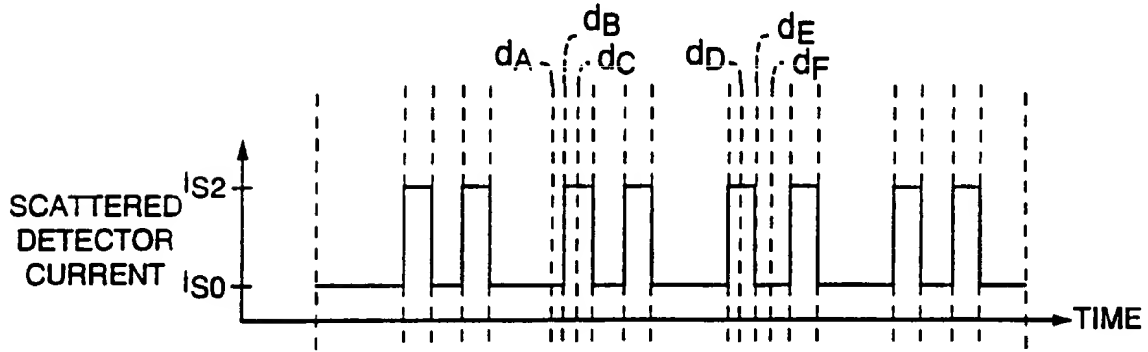 dB
dE
dA
dC
dD
dF
IS2
SCATTERED
DETECTOR
CURRENT
IS0
TIME